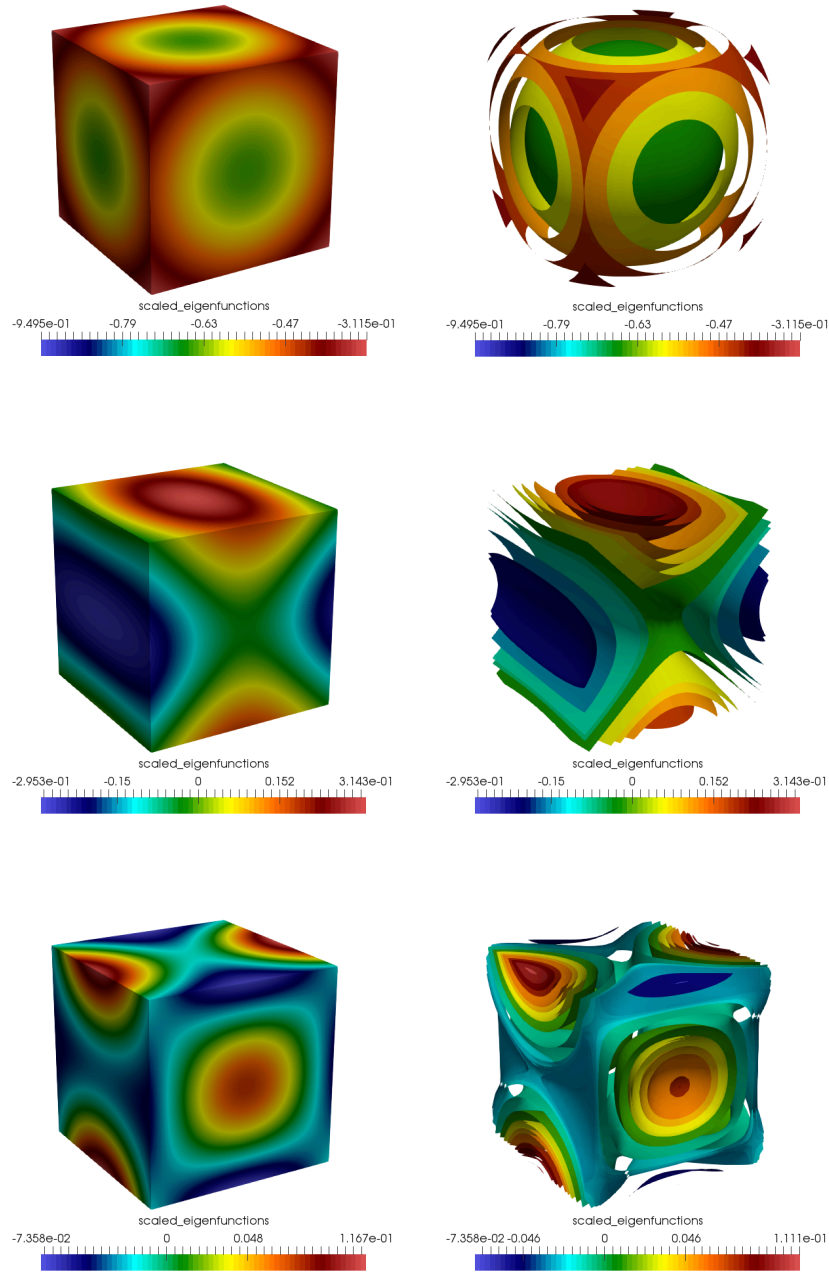 scaled_eigenfunctions
-9.495e-01 -0.79 -0.63 -0.47 -3.115e-01
scaled_eigenfunctions
-9.495e-01 -0.79 -0.63 -0.47 -3.115e-01
scaled_eigenfunctions
-2.953e-01 -0.15 0 0.152 3.143e-01
scaled_eigenfunctions
-2.953e-01 -0.15 0 0.152 3.143e-01
scaled_eigenfunctions
-7.358e-02 0 0.048 1.167e-01
scaled_eigenfunctions
-7.358e-02 -0.046 0 0.046 1.111e-01